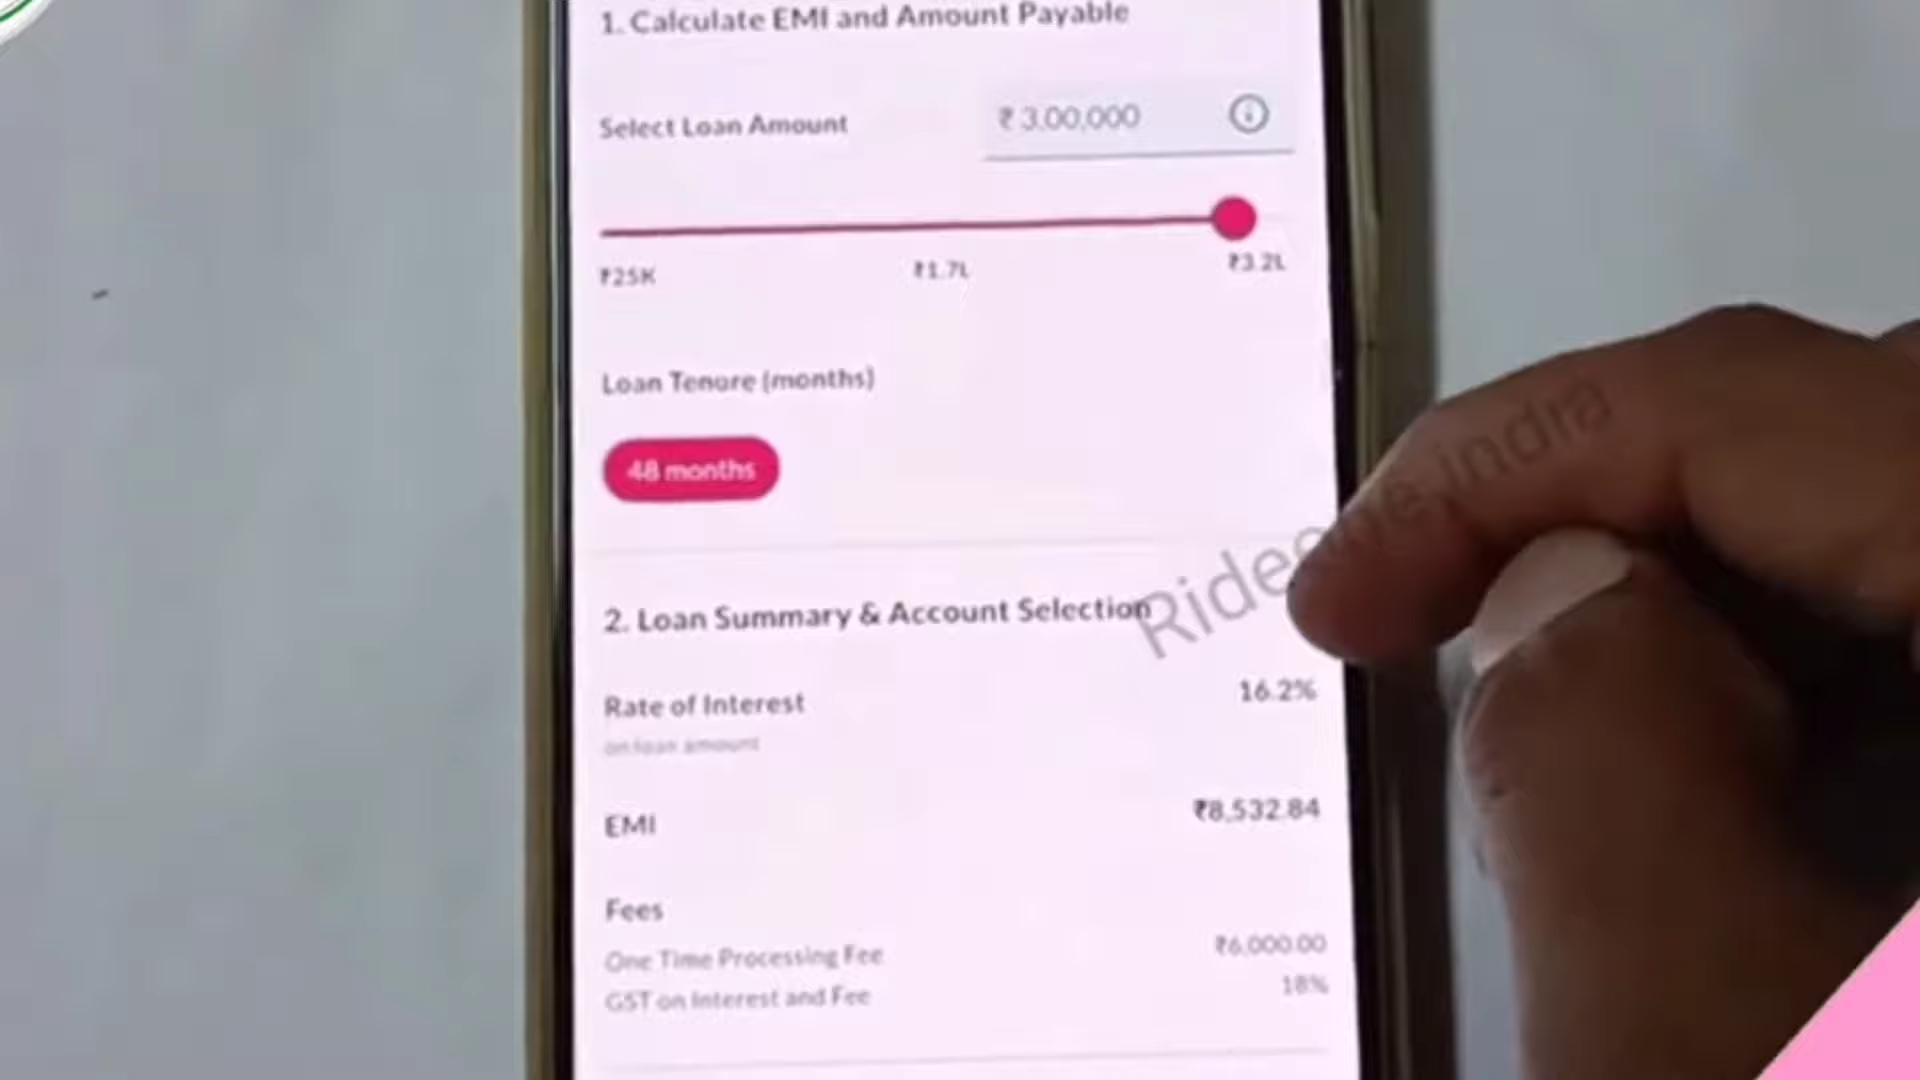 1. Calculate EMI and Amount Payable
Select Loan Amount
₹ 3,00,000
₹25K
₹1.7L
₹3.2L
Loan Tenure (months)
48 months
2. Loan Summary & Account Selection
Rate of Interest
16.2%
on loan amount
EMI
₹8,532.84
Fees
One Time Processing Fee
₹6,000.00
GST on Interest and Fee
18%